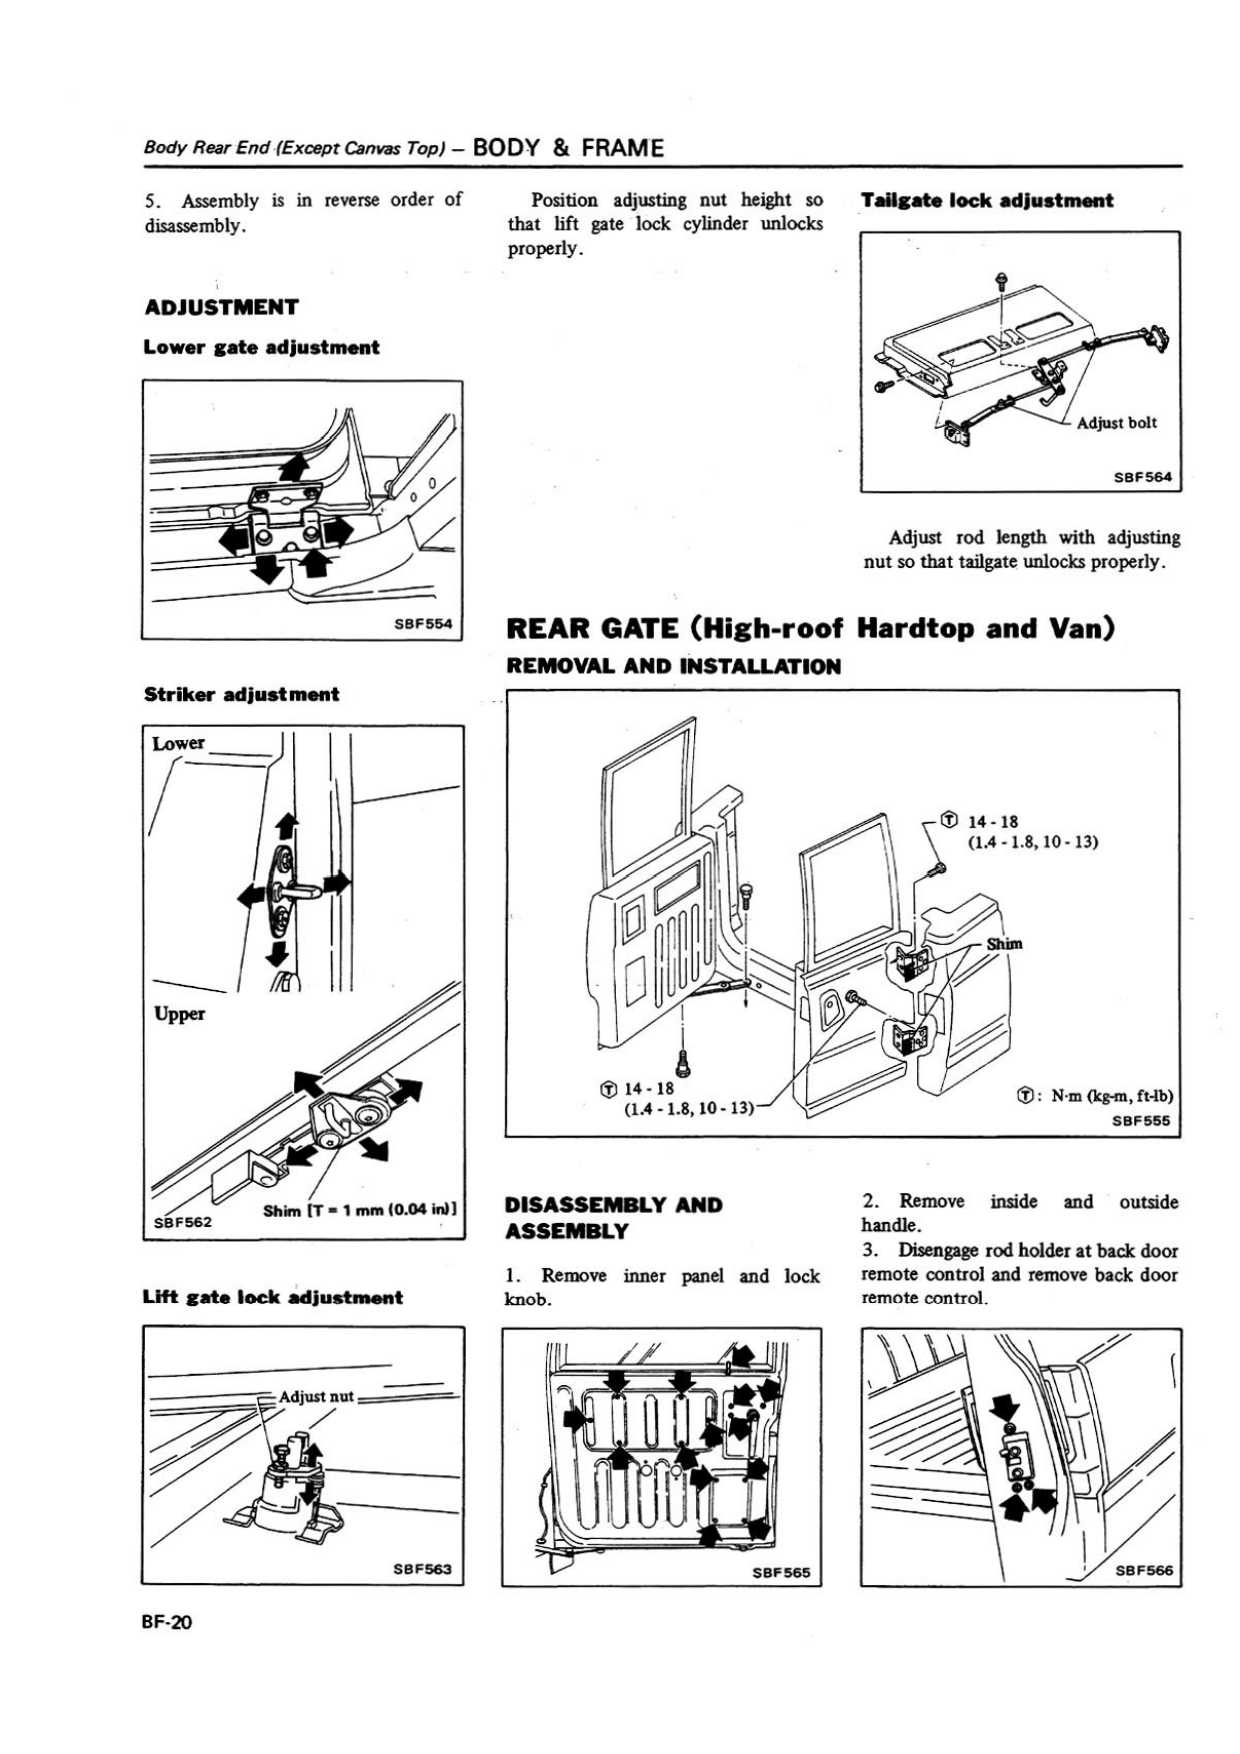 Body Rear End (Except Canvas Top) – BODY & FRAME
5. Assembly is in reverse order of
disassembly.
ADJUSTMENT
Lower gate adjustment
SBF554
Striker adjustment
Lower
Upper
Shim [T = 1 mm (0.04 in)]
SBF562
Lift gate lock adjustment
Adjust nut
SBF563
Position adjusting nut height so
that lift gate lock cylinder unlocks
properly.
Tailgate lock adjustment
Adjust bolt
SBF564
Adjust rod length with adjusting
nut so that tailgate unlocks properly.
REAR GATE (High-roof Hardtop and Van)
REMOVAL AND INSTALLATION
Ⓣ 14 - 18
(1.4 - 1.8, 10 - 13)
Shim
Ⓣ 14 - 18
(1.4 - 1.8, 10 - 13)
Ⓣ : N·m (kg-m, ft-lb)
SBF555
DISASSEMBLY AND
ASSEMBLY
1. Remove inner panel and lock
knob.
SBF565
2. Remove inside and outside
handle.
3. Disengage rod holder at back door
remote control and remove back door
remote control.
SBF566
BF-20